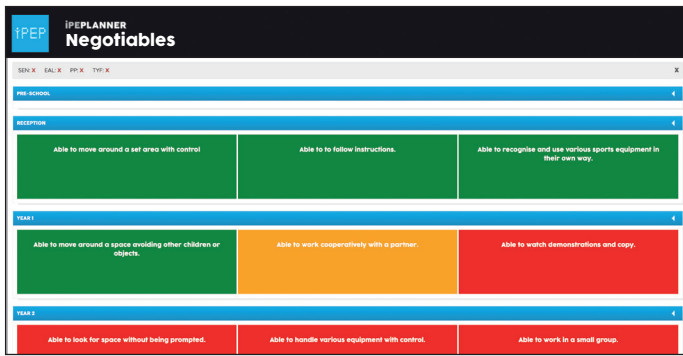 iPEP
iPEPLANNER
Negotiables
SEN: X EAL: X PP: X TYF: X X
PRE-SCHOOL
RECEPTION
Able to move around a set area with control
Able to to follow instructions.
Able to recognise and use various sports equipment in
their own way.
YEAR 1
Able to move around a space avoiding other children or
objects.
Able to work cooperatively with a partner.
Able to watch demonstrations and copy.
YEAR 2
Able to look for space without being prompted.
Able to handle various equipment with control.
Able to work in a small group.